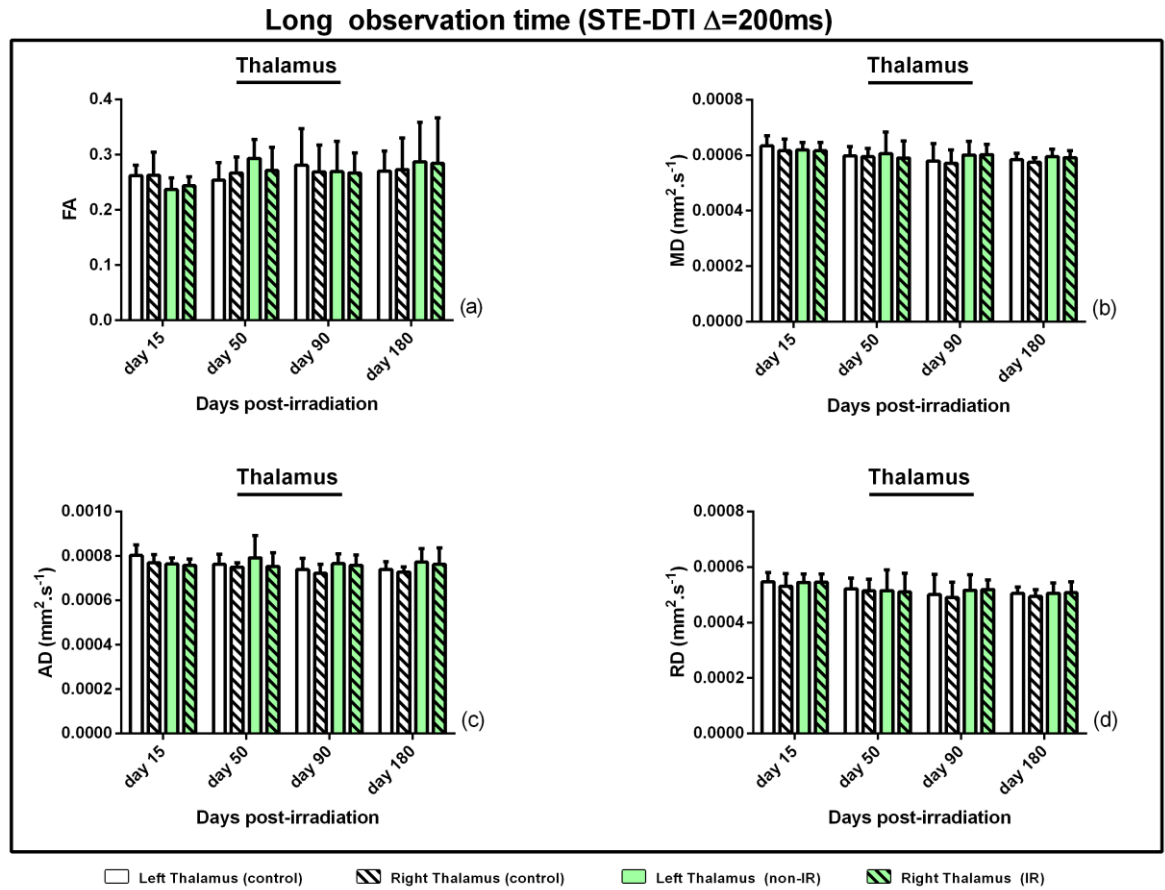 Long observation time (STE-DTI Δ=200ms)
Thalamus
0.4
0.3
0.2
0.1
0.0
FA
(a)
day 15
day 50
day 90
day 180
Days post-irradiation
Thalamus
0.0008
0.0006
0.0004
0.0002
0.0000
MD (mm².s⁻¹)
(b)
day 15
day 50
day 90
day 180
Days post-irradiation
Thalamus
0.0010
0.0008
0.0006
0.0004
0.0002
0.0000
AD (mm².s⁻¹)
(c)
day 15
day 50
day 90
day 180
Days post-irradiation
Thalamus
0.0008
0.0006
0.0004
0.0002
0.0000
RD (mm².s⁻¹)
(d)
day 15
day 50
day 90
day 180
Days post-irradiation
Left Thalamus (control)
Right Thalamus (control)
Left Thalamus (non-IR)
Right Thalamus (IR)